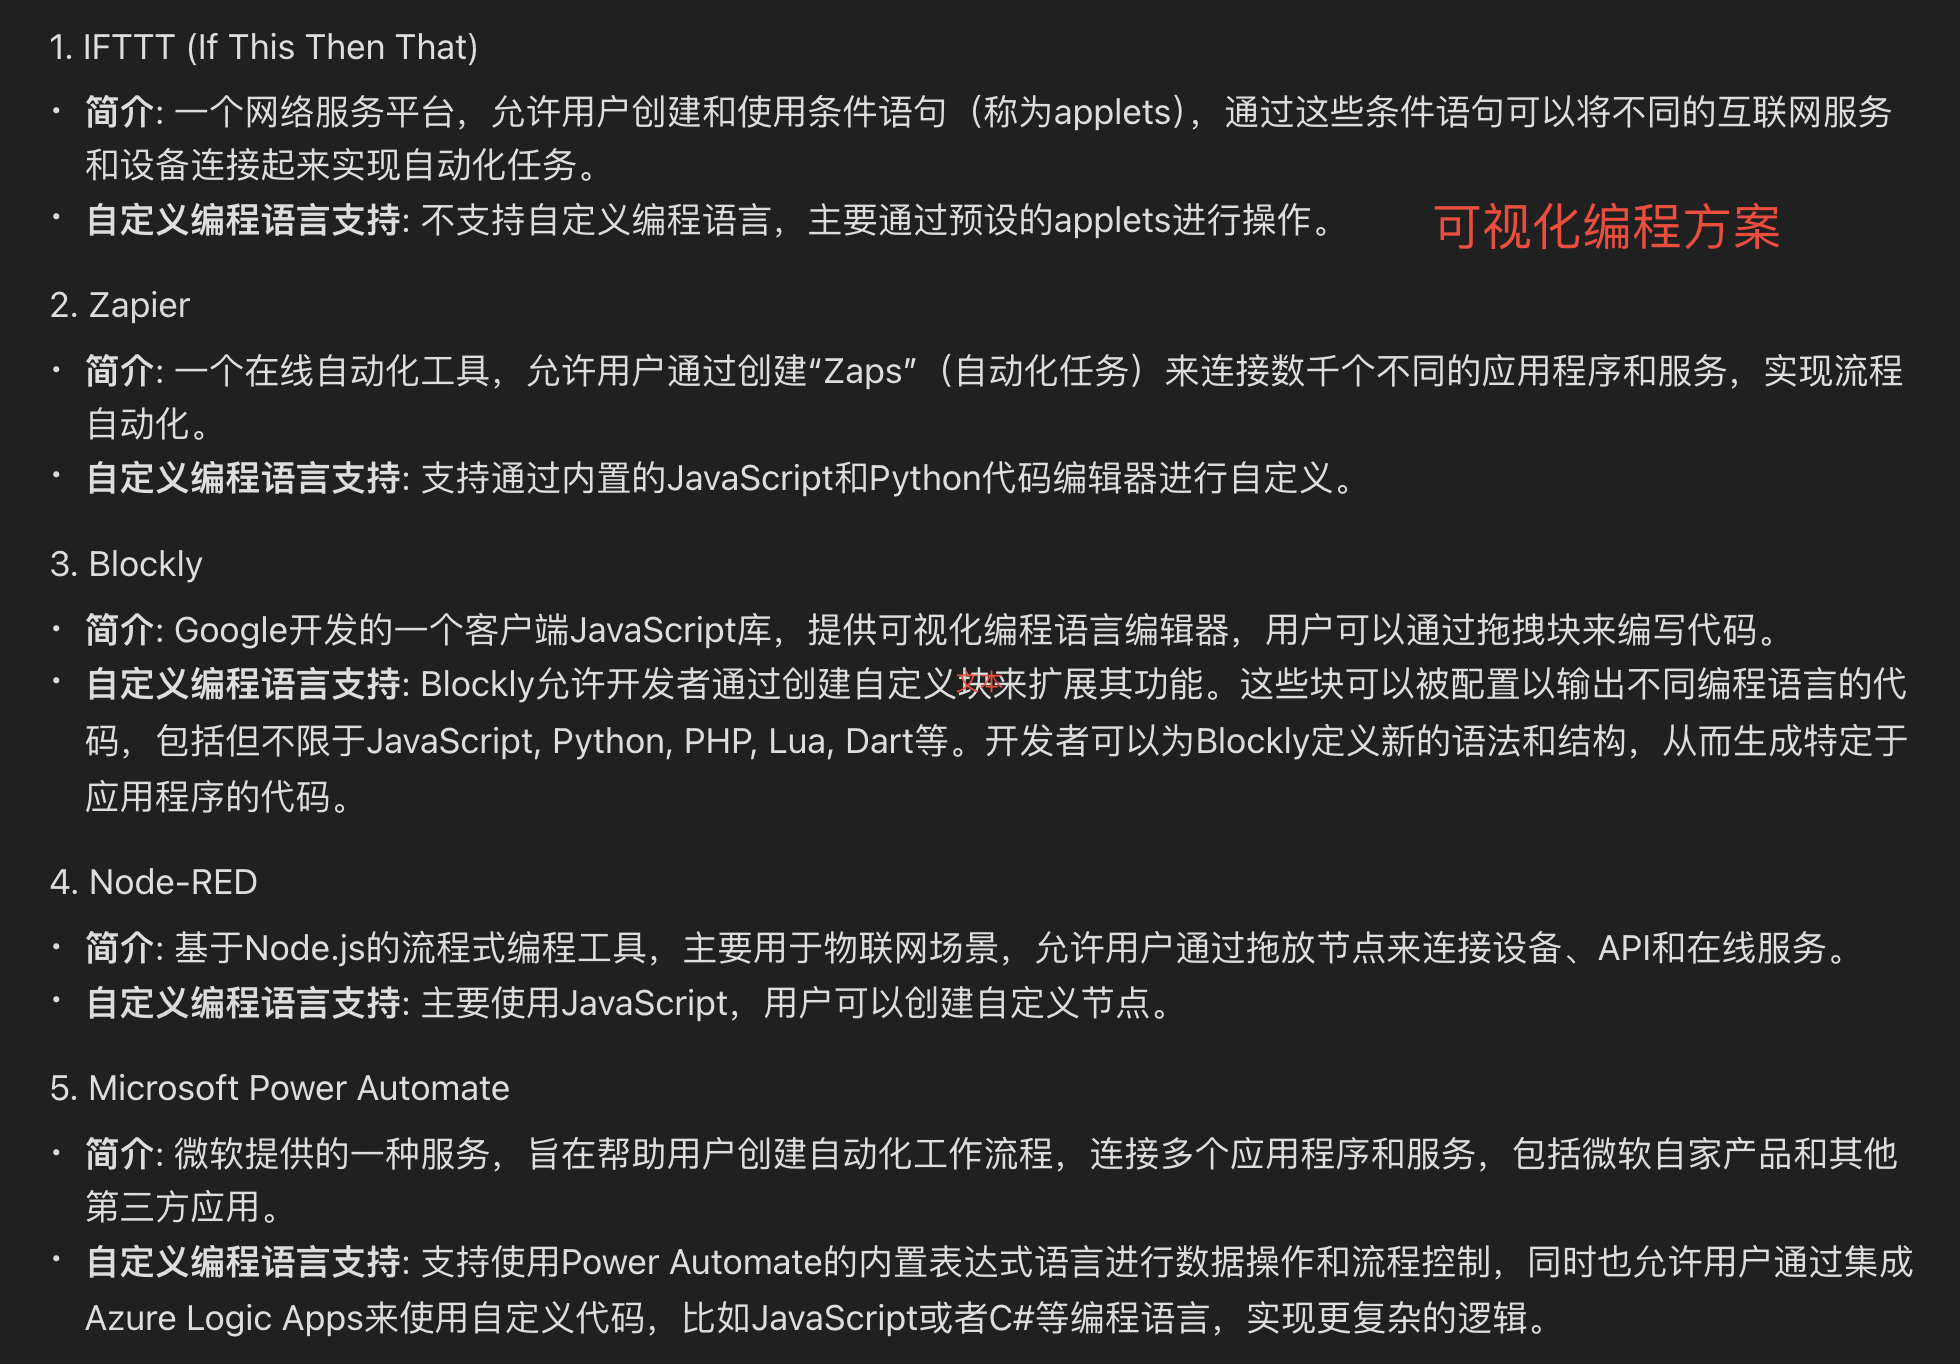 1. IFTTT (If This Then That)
• 简介: 一个网络服务平台，允许用户创建和使用条件语句（称为applets），通过这些条件语句可以将不同的互联网服务
和设备连接起来实现自动化任务。
• 自定义编程语言支持: 不支持自定义编程语言，主要通过预设的applets进行操作。
可视化编程方案
2. Zapier
• 简介: 一个在线自动化工具，允许用户通过创建“Zaps”（自动化任务）来连接数千个不同的应用程序和服务，实现流程
自动化。
• 自定义编程语言支持: 支持通过内置的JavaScript和Python代码编辑器进行自定义。
3. Blockly
• 简介: Google开发的一个客户端JavaScript库，提供可视化编程语言编辑器，用户可以通过拖拽块来编写代码。
• 自定义编程语言支持: Blockly允许开发者通过创建自定义块来扩展其功能。这些块可以被配置以输出不同编程语言的代
文本
码，包括但不限于JavaScript, Python, PHP, Lua, Dart等。开发者可以为Blockly定义新的语法和结构，从而生成特定于
应用程序的代码。
4. Node-RED
• 简介: 基于Node.js的流程式编程工具，主要用于物联网场景，允许用户通过拖放节点来连接设备、API和在线服务。
• 自定义编程语言支持: 主要使用JavaScript，用户可以创建自定义节点。
5. Microsoft Power Automate
• 简介: 微软提供的一种服务，旨在帮助用户创建自动化工作流程，连接多个应用程序和服务，包括微软自家产品和其他
第三方应用。
• 自定义编程语言支持: 支持使用Power Automate的内置表达式语言进行数据操作和流程控制，同时也允许用户通过集成
Azure Logic Apps来使用自定义代码，比如JavaScript或者C#等编程语言，实现更复杂的逻辑。